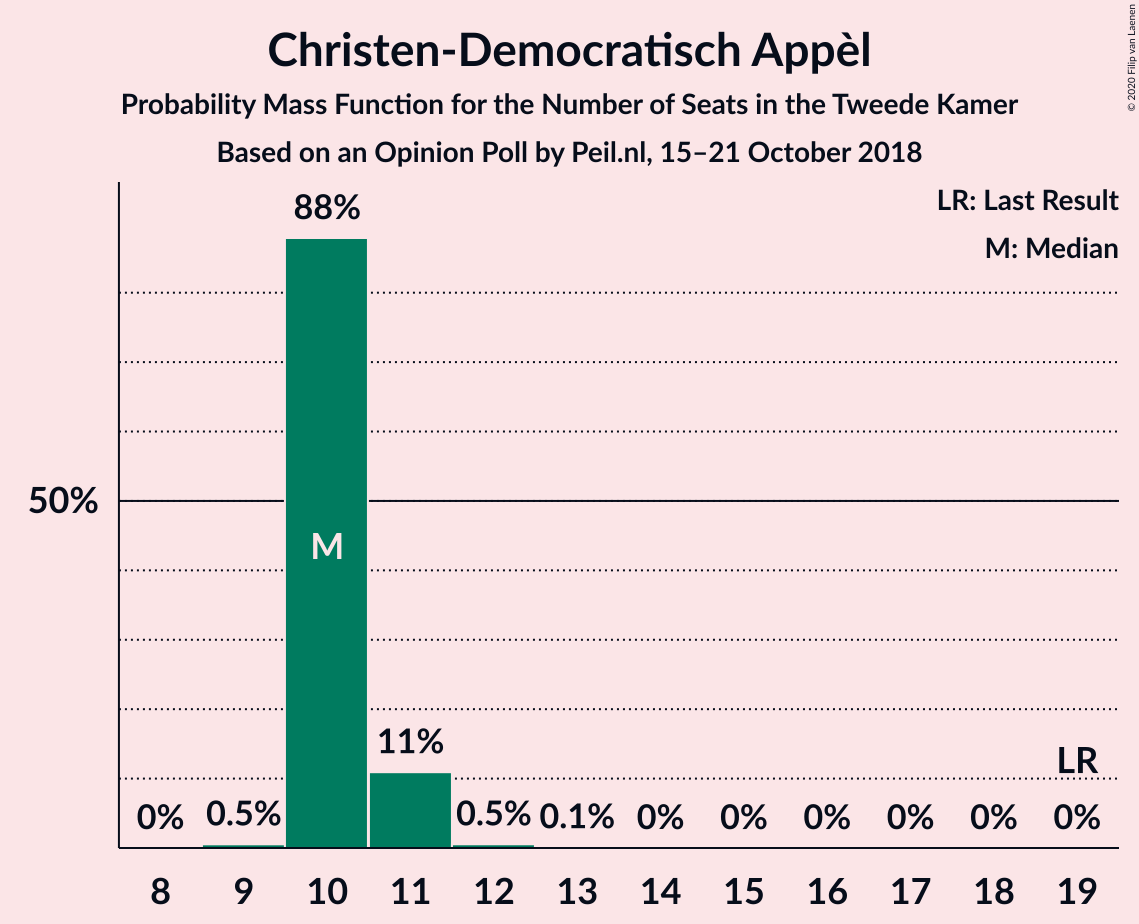 Christen-Democratisch Appèl
Probability Mass Function for the Number of Seats in the Tweede Kamer
Based on an Opinion Poll by Peil.nl, 15–21 October 2018
© 2020 Filip van Laenen
LR: Last Result
M: Median
88%
50%
M
11%
LR
0% 0.5% 0.5% 0.1% 0% 0% 0% 0% 0% 0%
8 9 10 11 12 13 14 15 16 17 18 19